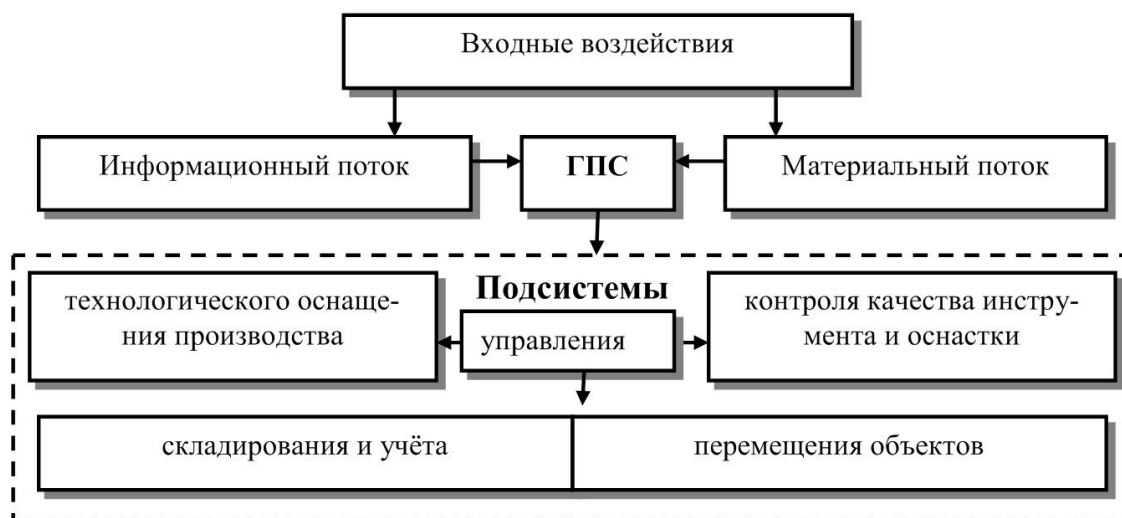 Входные воздействия
Информационный поток
ГПС
Материальный поток
Подсистемы
технологического оснаще-
ния производства
управления
контроля качества инстру-
мента и оснастки
складирования и учёта
перемещения объектов